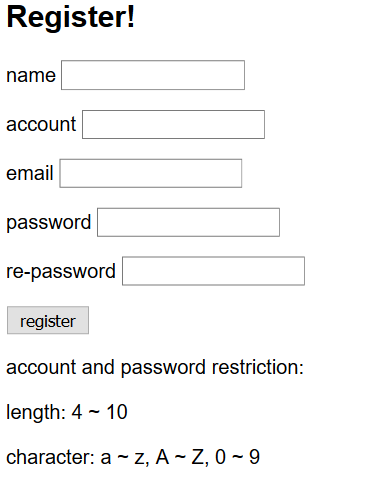 Register!
name
account
email
password
re-password
register
account and password restriction:
length: 4 ~ 10
character: a ~ z, A ~ Z, 0 ~ 9